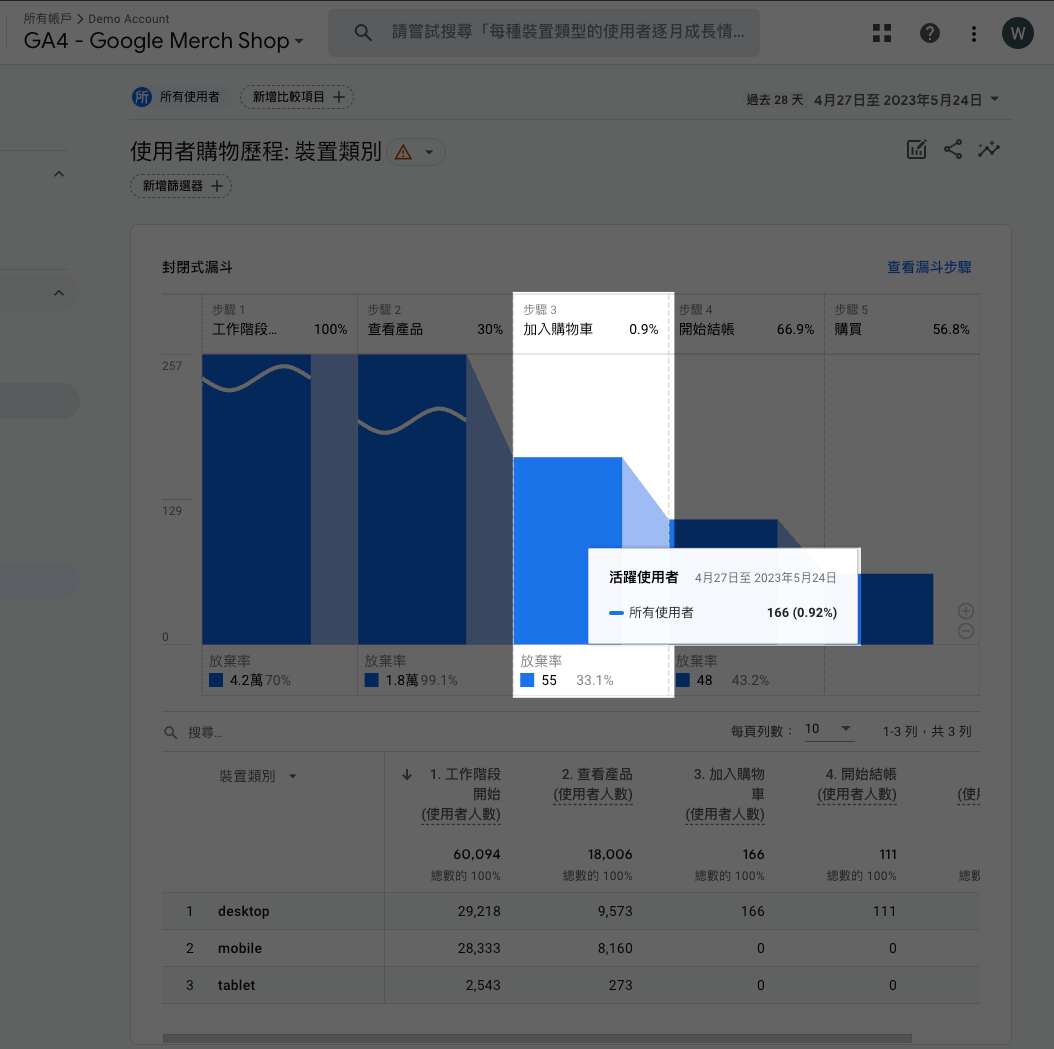 所有帳戶 > Demo Account
GA4 - Google Merch Shop
請嘗試搜尋「每種裝置類型的使用者逐月成長情...
W
所 所有使用者
新增比較項目 +
過去 28 天 4月27日至 2023年5月24日
使用者購物歷程: 裝置類別
新增篩選器 +
封閉式漏斗
查看漏斗步驟
步驟 1 步驟 2 步驟 3 步驟 4 步驟 5
工作階段... 100% 查看產品 30% 加入購物車 0.9% 開始結帳 66.9% 購買 56.8%
257
129
0
活躍使用者 4月27日至 2023年5月24日
所有使用者 166 (0.92%)
放棄率 放棄率 放棄率 放棄率
4.2萬 70% 1.8萬 99.1% 55 33.1% 48 43.2%
搜尋...
每頁列數： 10 1-3 列，共 3 列
裝置類別
1. 工作階段 2. 查看產品 3. 加入購物 4. 開始結帳
開始 (使用者人數) 車 (使用者人數)
(使用者人數) (使用者人數)
60,094 18,006 166 111
總數的 100% 總數的 100% 總數的 100% 總數的 100% 總數
1 desktop 29,218 9,573 166 111
2 mobile 28,333 8,160 0 0
3 tablet 2,543 273 0 0